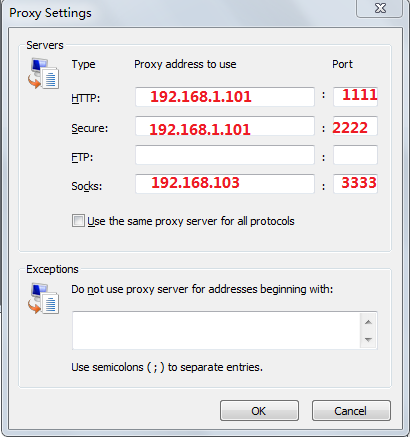 Proxy Settings
Servers
Type Proxy address to use Port
HTTP: 192.168.1.101 : 1111
Secure: 192.168.1.101 : 2222
FTP: :
Socks: 192.168.103 : 3333
Use the same proxy server for all protocols
Exceptions
Do not use proxy server for addresses beginning with:
Use semicolons ( ; ) to separate entries.
OK Cancel